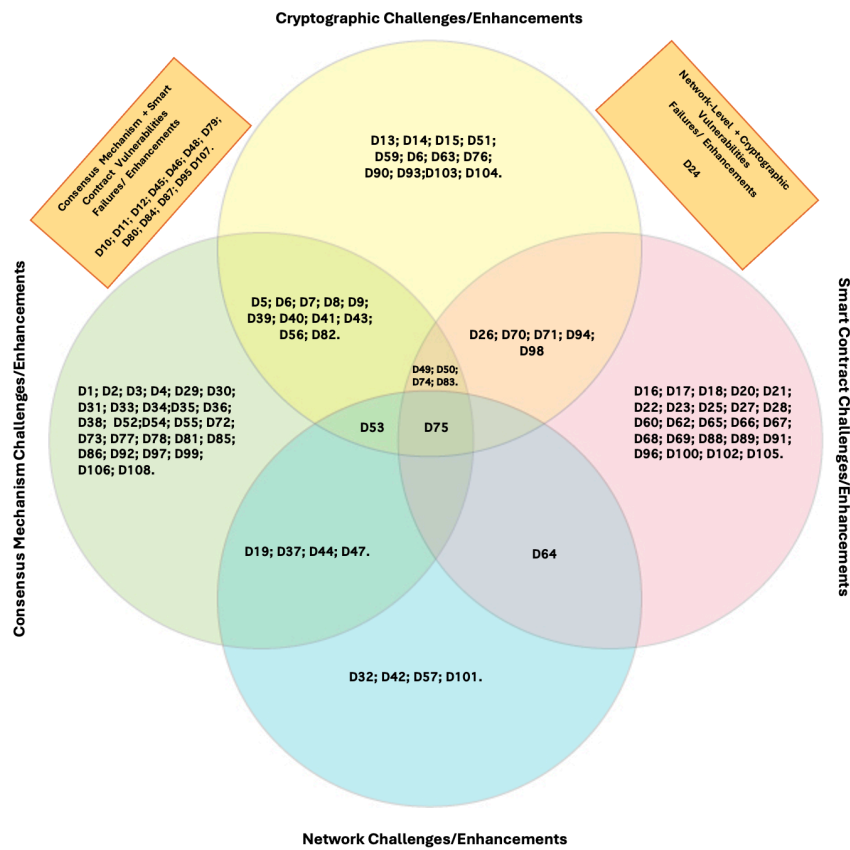 Cryptographic Challenges/Enhancements
Consensus Mechanism + Smart
Contract Vulnerabilities
Failures/ Enhancements
D10; D11; D12; D45; D46; D48; D79;
D80; D84; D87; D95 D107.
Network-Level + Cryptographic
Vulnerabilities
Failures/ Enhancements
D24
D13; D14; D15; D51;
D59; D6; D63; D76;
D90; D93;D103; D104.
D5; D6; D7; D8; D9;
D39; D40; D41; D43;
D56; D82.
D26; D70; D71; D94;
D98
D49; D50;
D74; D83.
Consensus Mechanism Challenges/Enhancements
D1; D2; D3; D4; D29; D30;
D31; D33; D34;D35; D36;
D38;  D52;D54; D55; D72;
D73; D77; D78; D81; D85;
D86; D92; D97; D99;
D106; D108.
D53
D75
D16; D17; D18; D20; D21;
D22; D23; D25; D27; D28;
D60; D62; D65; D66; D67;
D68; D69; D88; D89; D91;
D96; D100; D102; D105.
Smart Contract Challenges/Enhancements
D19; D37; D44; D47.
D64
D32; D42; D57; D101.
Network Challenges/Enhancements